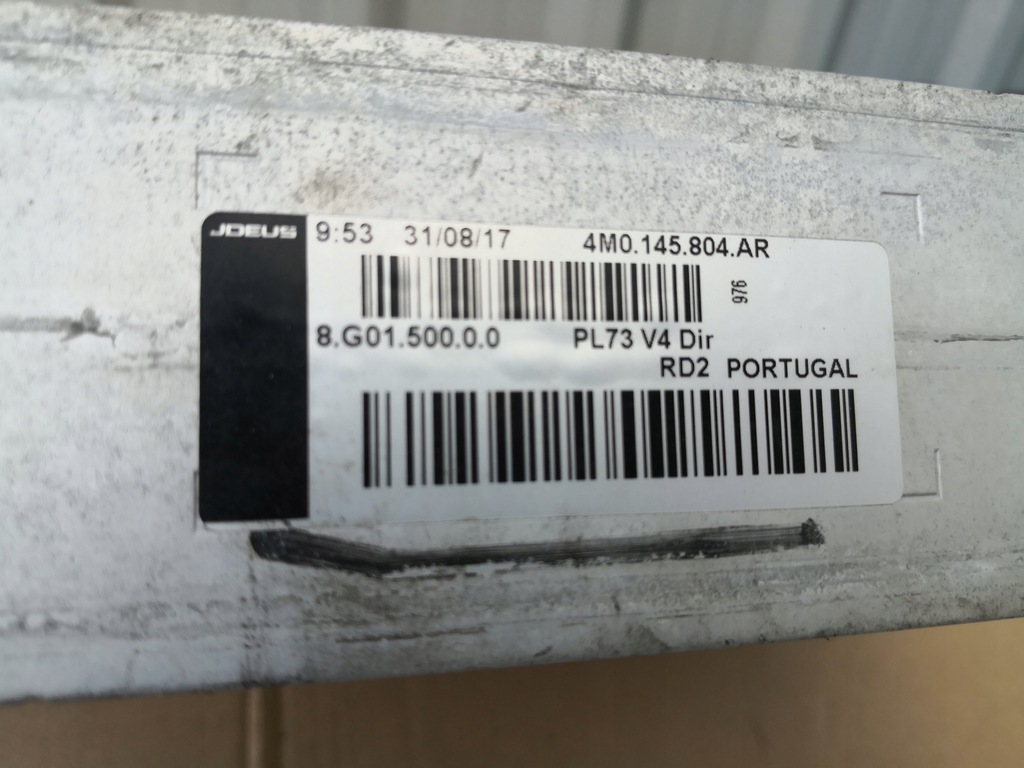 JDEUS 9:53 31/08/17 4M0.145.804.AR
976
8.G01.500.0.0 PL73 V4 Dir
RD2 PORTUGAL